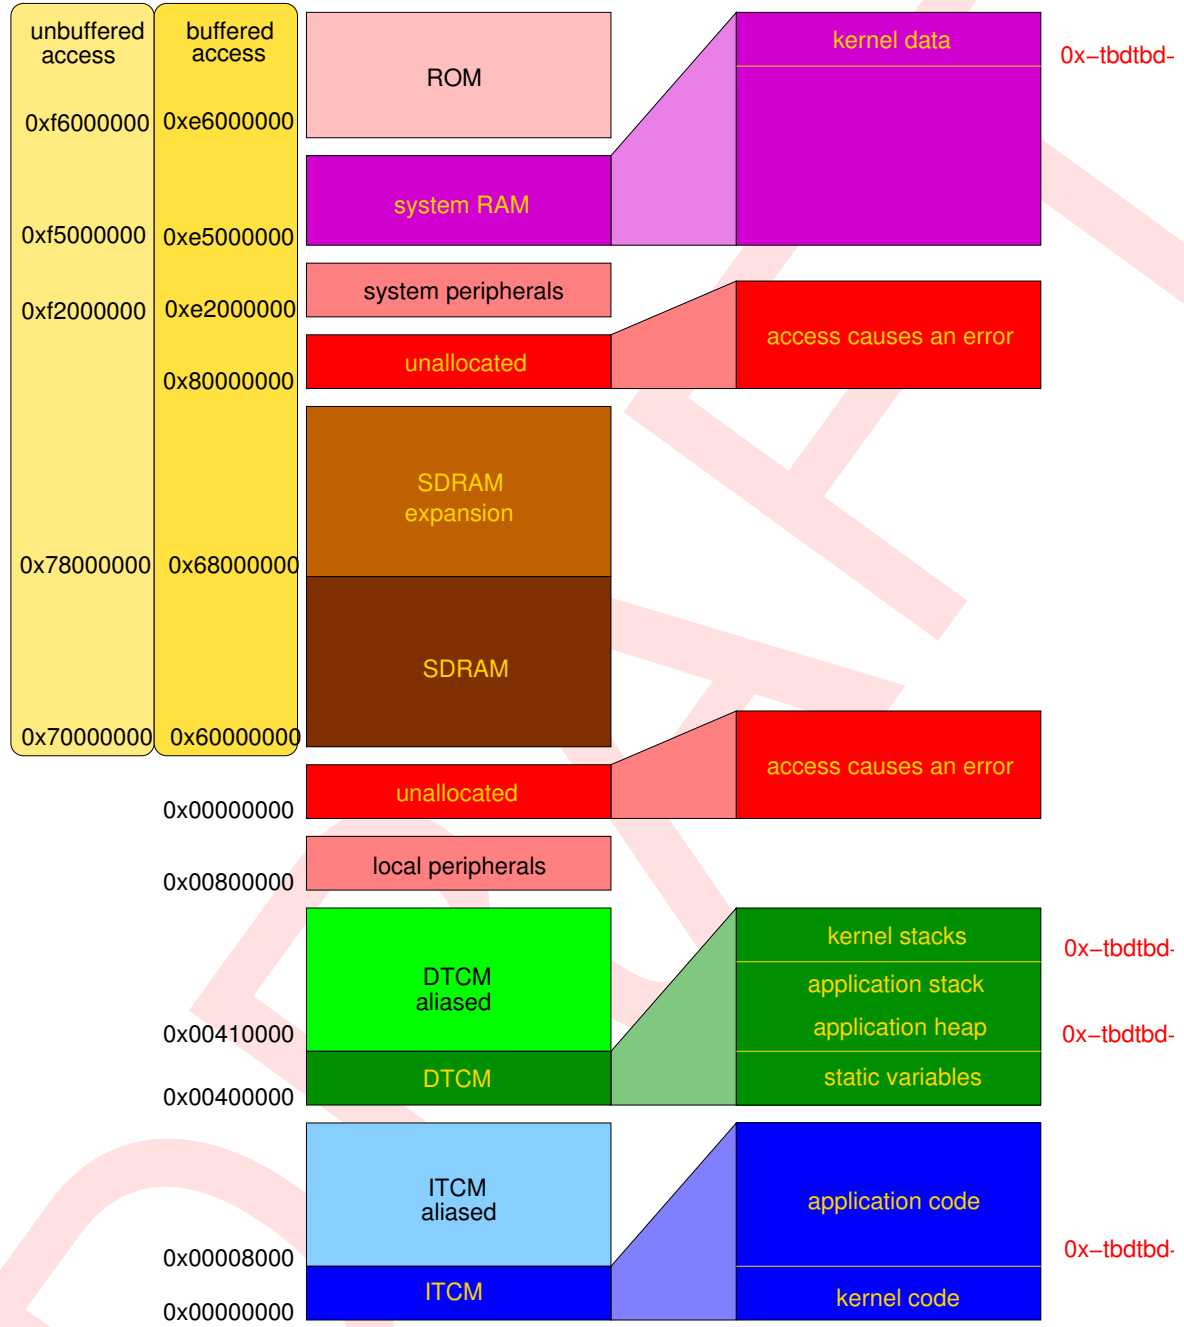 unbuffered
access
buffered
access
ROM
kernel data
0x−tbdtbd-
0xf6000000
0xe6000000
system RAM
0xf5000000
0xe5000000
system peripherals
0xf2000000
0xe2000000
unallocated
access causes an error
0x80000000
SDRAM
expansion
0x78000000
0x68000000
SDRAM
0x70000000
0x60000000
unallocated
access causes an error
0x00000000
local peripherals
0x00800000
kernel stacks
0x−tbdtbd-
DTCM
aliased
application stack
application heap
0x−tbdtbd-
0x00410000
DTCM
static variables
0x00400000
ITCM
aliased
application code
0x−tbdtbd-
0x00008000
ITCM
kernel code
0x00000000
DRAFT